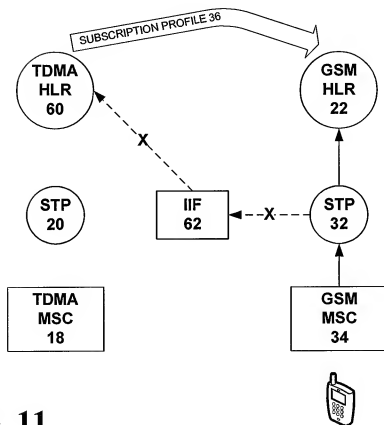 SUBSCRIPTION PROFILE 36
TDMA
HLR
60
GSM
HLR
22
X
STP
20
IIF
62
X
STP
32
TDMA
MSC
18
GSM
MSC
34
11